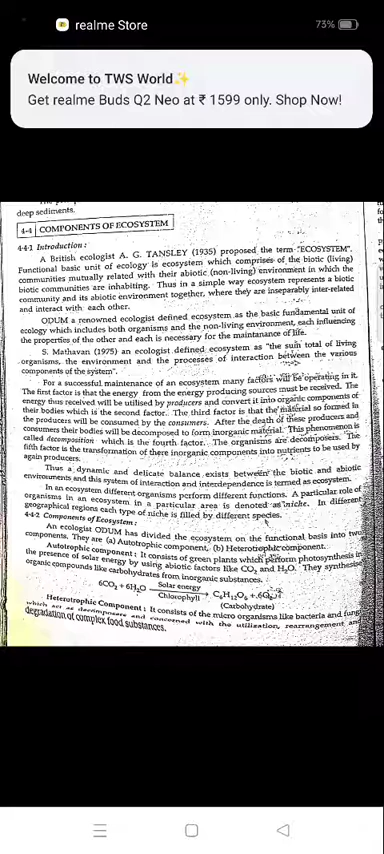 realme Store
73%
Welcome to TWS World✨
Get realme Buds Q2 Neo at ₹ 1599 only. Shop Now!
deep sediments.
4·4 COMPONENTS OF ECOSYSTEM
4·4·1 Introduction :
A British ecologist A. G. TANSLEY (1935) proposed the term "ECOSYSTEM".
Functional basic unit of ecology is ecosystem which comprises of the biotic (living)
communities mutually related with their abiotic (non-living) environment in which the
biotic communities are inhabiting. Thus in a simple way ecosystem represents a biotic
community and its abiotic environment together, where they are inseparably inter-related
and interact with each other.
ODUM a renowned ecologist defined ecosystem as the basic fundamental unit of
ecology which includes both organisms and the non-living environment, each influencing
the properties of the other and each is necessary for the maintanance of life.
S. Mathavan (1975) an ecologist defined ecosystem as "the sum total of living
organisms, the environment and the processes of interaction between the various
components of the system".
For a successful maintenance of an ecosystem many factors will be operating in it.
The first factor is that the energy from the energy producing sources must be received. The
energy thus received will be utilised by producers and convert it into organic components of
their bodies which is the second factor. The third factor is that the material so formed in
the producers will be consumed by the consumers. After the death of these producers and
consumers their bodies will be decomposed to form inorganic material. This phenomenon is
called decomposition which is the fourth factor. The organisms are decomposers. The
fifth factor is the transformation of there inorganic components into nutrients to be used by
again producers.
Thus a dynamic and delicate balance exists between the biotic and abiotic
environments and this system of interaction and interdependence is termed as ecosystem.
In an ecosystem different organisms perform different functions. A particular role of
organisms in an ecosystem in a particular area is denoted as niche. In different
geographical regions each type of niche is filled by different species.
4·4·2 Components of Ecosystem :
An ecologist ODUM has divided the ecosystem on the functional basis into two
components. They are (a) Autotrophic component, (b) Heterotrophic component.
Autotrophic component : It consists of green plants which perform photosynthesis in
the presence of solar energy by using abiotic factors like CO₂ and H₂O. They synthesise
organic compounds like carbohydrates from inorganic substances.
6CO₂ + 6H₂O Solar energy Chlorophyll → C₆H₁₂O₆ + 6O₂
(Carbohydrate)
Heterotrophic Component : It consists of the micro organisms like bacteria and fungi
which act as decomposers and concerned with the utilization, rearrangement and
degradation of complex food substances.